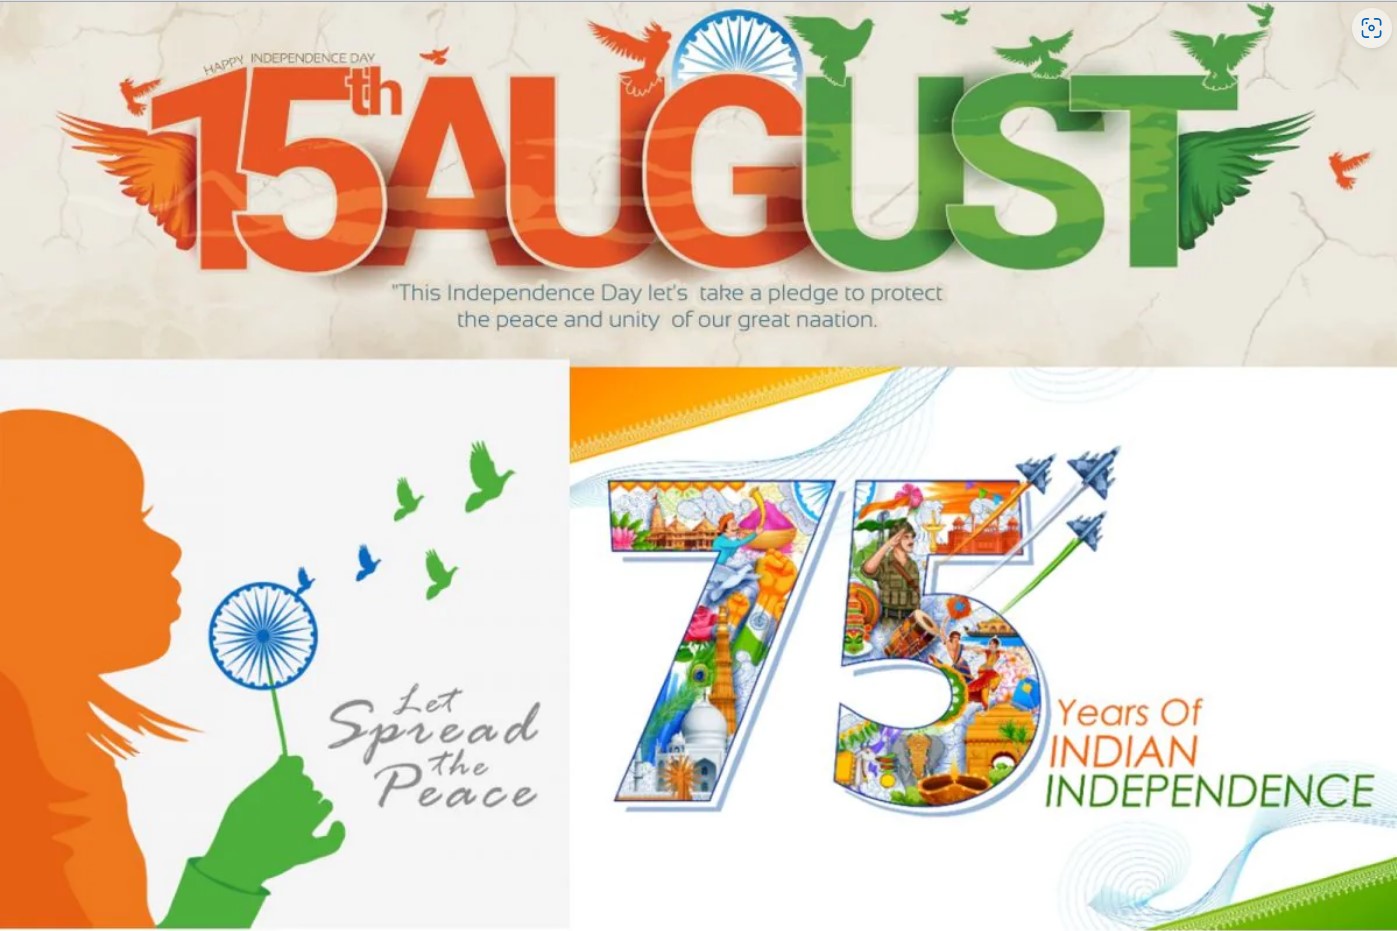 HAPPY INDEPENDENCE DAY
15th AUGUST
"This Independence Day let's take a pledge to protect
the peace and unity of our great naation.
Let
Spread
the
Peace
75
Years Of
INDIAN
INDEPENDENCE